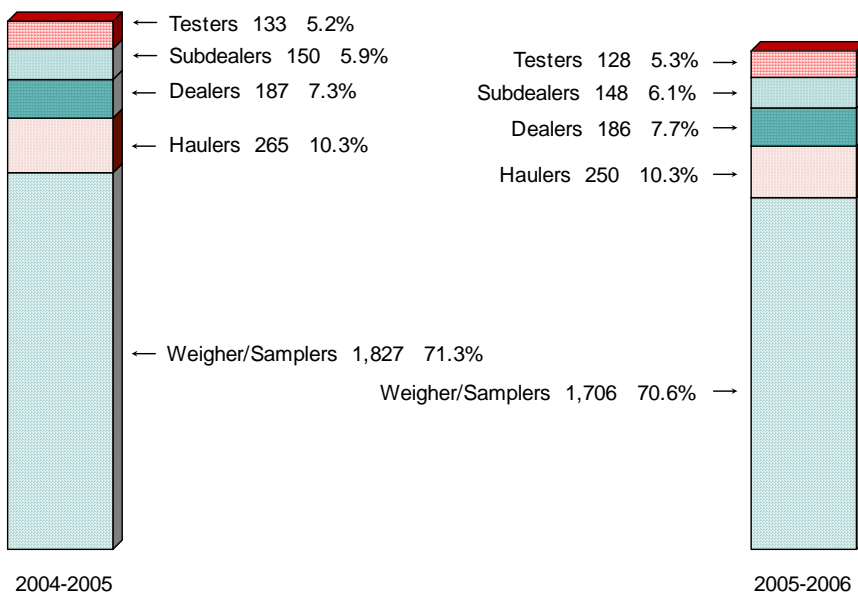 Testers 133 5.2%
Subdealers 150 5.9%
Dealers 187 7.3%
Haulers 265 10.3%
Weigher/Samplers 1,827 71.3%
2004-2005
Testers 128 5.3%
Subdealers 148 6.1%
Dealers 186 7.7%
Haulers 250 10.3%
Weigher/Samplers 1,706 70.6%
2005-2006